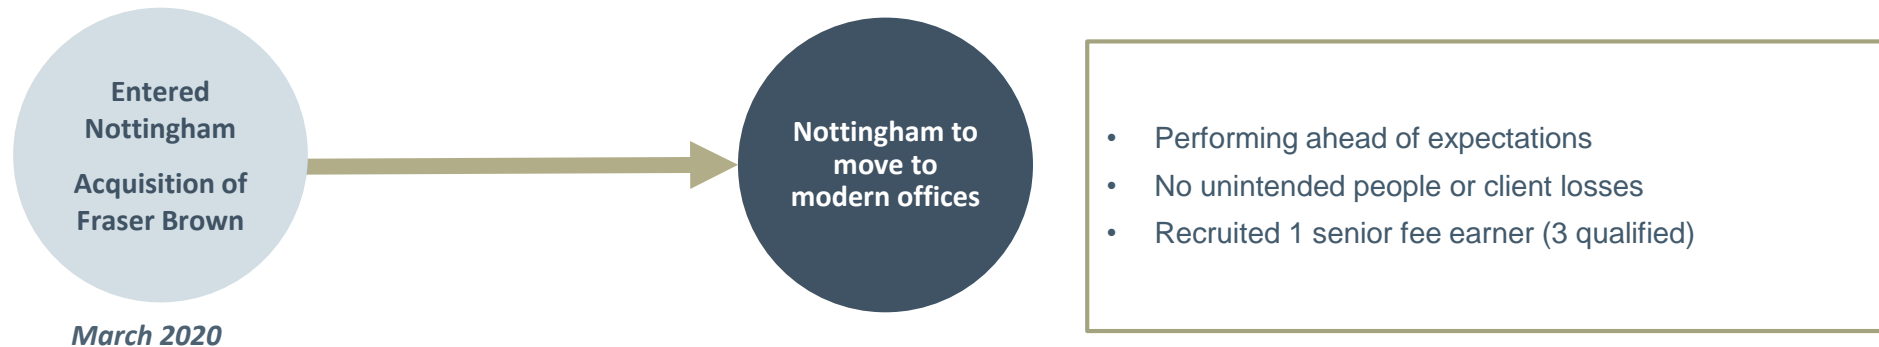 Entered
Nottingham
Acquisition of
Fraser Brown
March 2020
Nottingham to
move to
modern offices
• Performing ahead of expectations
• No unintended people or client losses
• Recruited 1 senior fee earner (3 qualified)